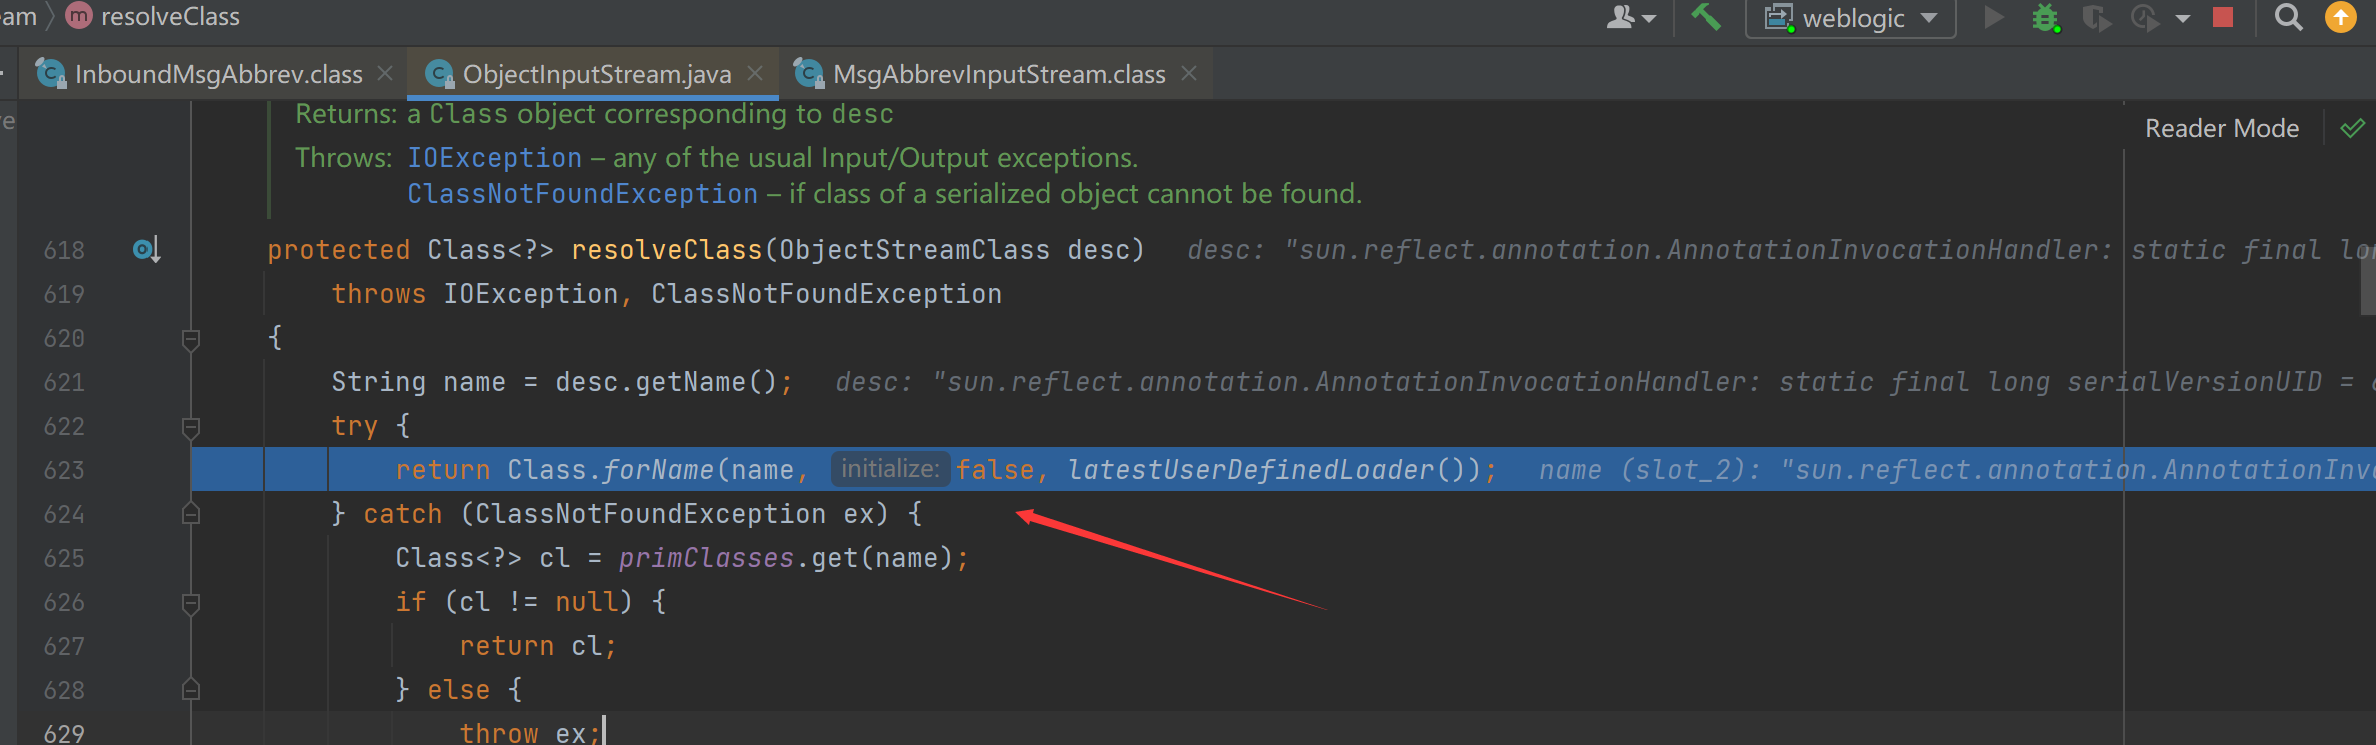 am resolveClass weblogic
InboundMsgAbbrev.class ObjectInputStream.java MsgAbbrevInputStream.class
re
Returns: a Class object corresponding to desc
Reader Mode
Throws: IOException – any of the usual Input/Output exceptions.
ClassNotFoundException – if class of a serialized object cannot be found.
618 protected Class<?> resolveClass(ObjectStreamClass desc) desc: "sun.reflect.annotation.AnnotationInvocationHandler: static final lon
619 throws IOException, ClassNotFoundException
620 {
621 String name = desc.getName(); desc: "sun.reflect.annotation.AnnotationInvocationHandler: static final long serialVersionUID =
622 try {
623 return Class.forName(name, initialize: false, latestUserDefinedLoader()); name (slot_2): "sun.reflect.annotation.AnnotationInv
624 } catch (ClassNotFoundException ex) {
625 Class<?> cl = primClasses.get(name);
626 if (cl != null) {
627 return cl;
628 } else {
629 throw ex;